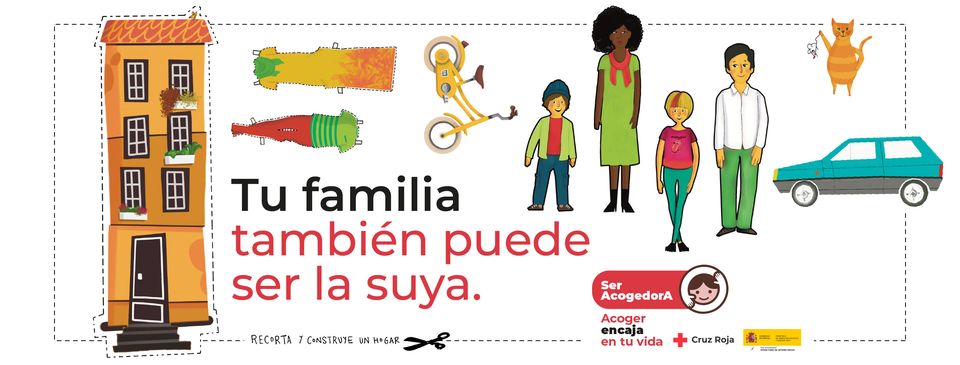 Tu familia
también puede
ser la suya.
RECORTA Y CONSTRUYE UN HOGAR
Ser
AcogedorA
Acoger
encaja
en tu vida
Cruz Roja